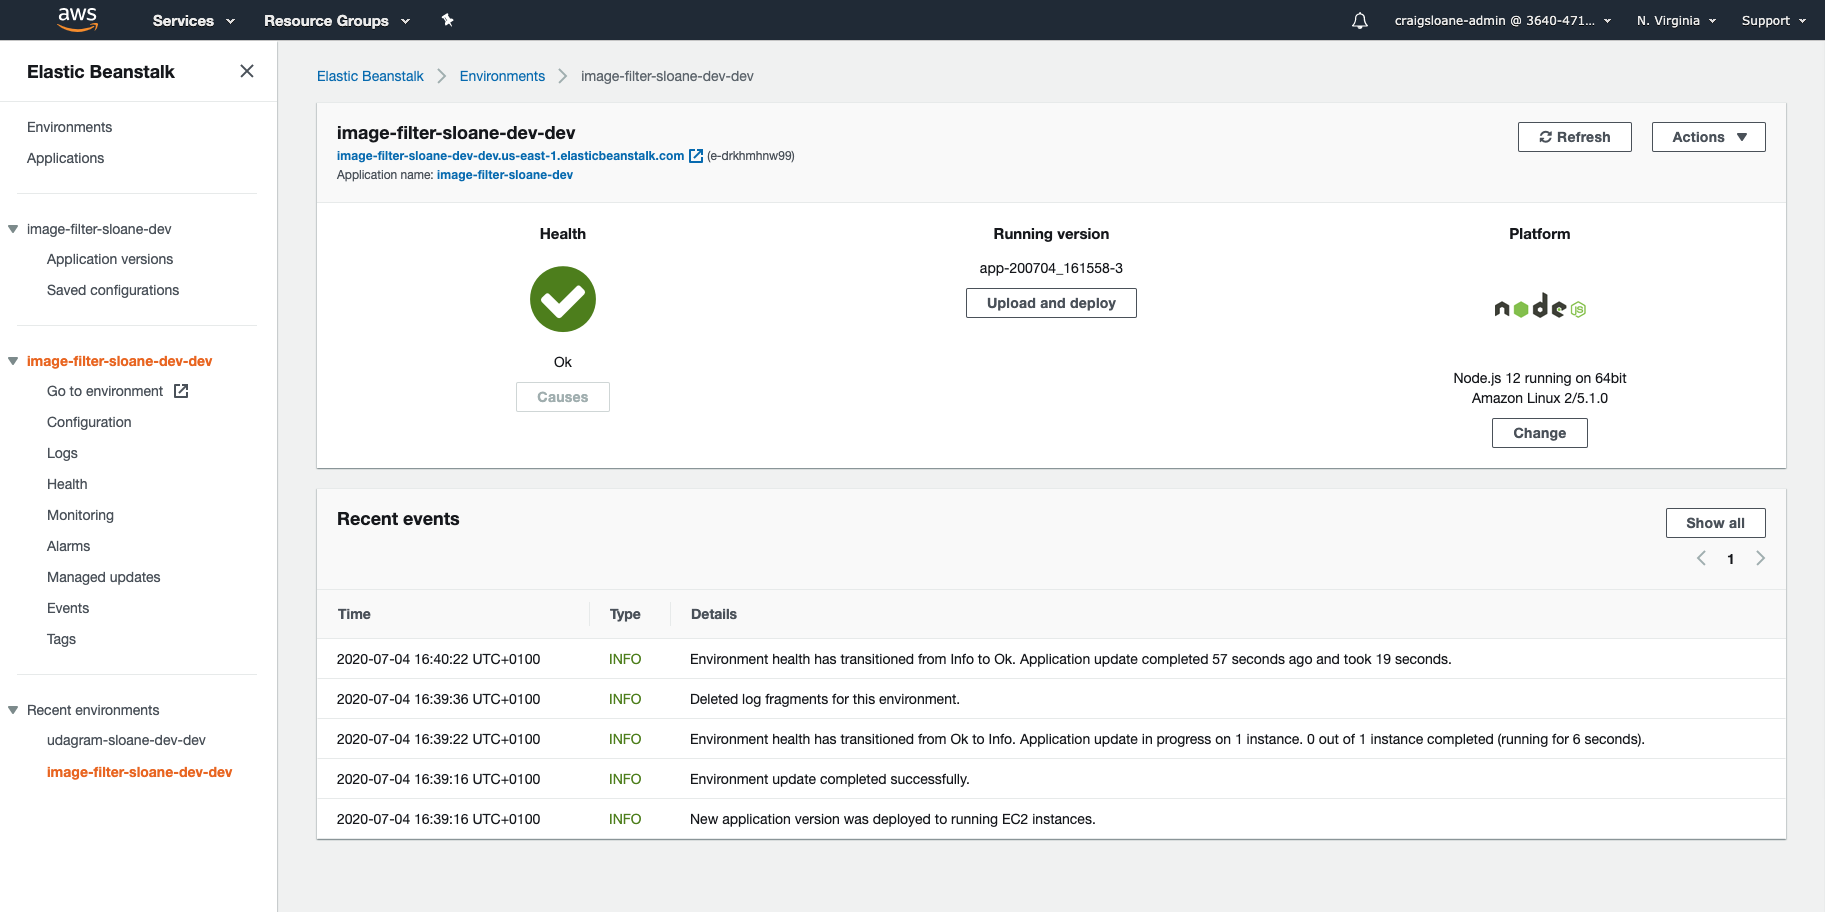 aws
Services
Resource Groups
craigsloane-admin @ 3640-471...
N. Virginia
Support
Elastic Beanstalk
Environments
Applications
image-filter-sloane-dev
Application versions
Saved configurations
image-filter-sloane-dev-dev
Go to environment
Configuration
Logs
Health
Monitoring
Alarms
Managed updates
Events
Tags
Recent environments
udagram-sloane-dev-dev
image-filter-sloane-dev-dev
Elastic Beanstalk
Environments
image-filter-sloane-dev-dev
image-filter-sloane-dev-dev
image-filter-sloane-dev-dev.us-east-1.elasticbeanstalk.com (e-drkhmhnw99)
Application name: image-filter-sloane-dev
Refresh
Actions
Health
Ok
Causes
Running version
app-200704_161558-3
Upload and deploy
Platform
node JS
Node.js 12 running on 64bit
Amazon Linux 2/5.1.0
Change
Recent events
Show all
1
Time Type Details
2020-07-04 16:40:22 UTC+0100 INFO Environment health has transitioned from Info to Ok. Application update completed 57 seconds ago and took 19 seconds.
2020-07-04 16:39:36 UTC+0100 INFO Deleted log fragments for this environment.
2020-07-04 16:39:22 UTC+0100 INFO Environment health has transitioned from Ok to Info. Application update in progress on 1 instance. 0 out of 1 instance completed (running for 6 seconds).
2020-07-04 16:39:16 UTC+0100 INFO Environment update completed successfully.
2020-07-04 16:39:16 UTC+0100 INFO New application version was deployed to running EC2 instances.